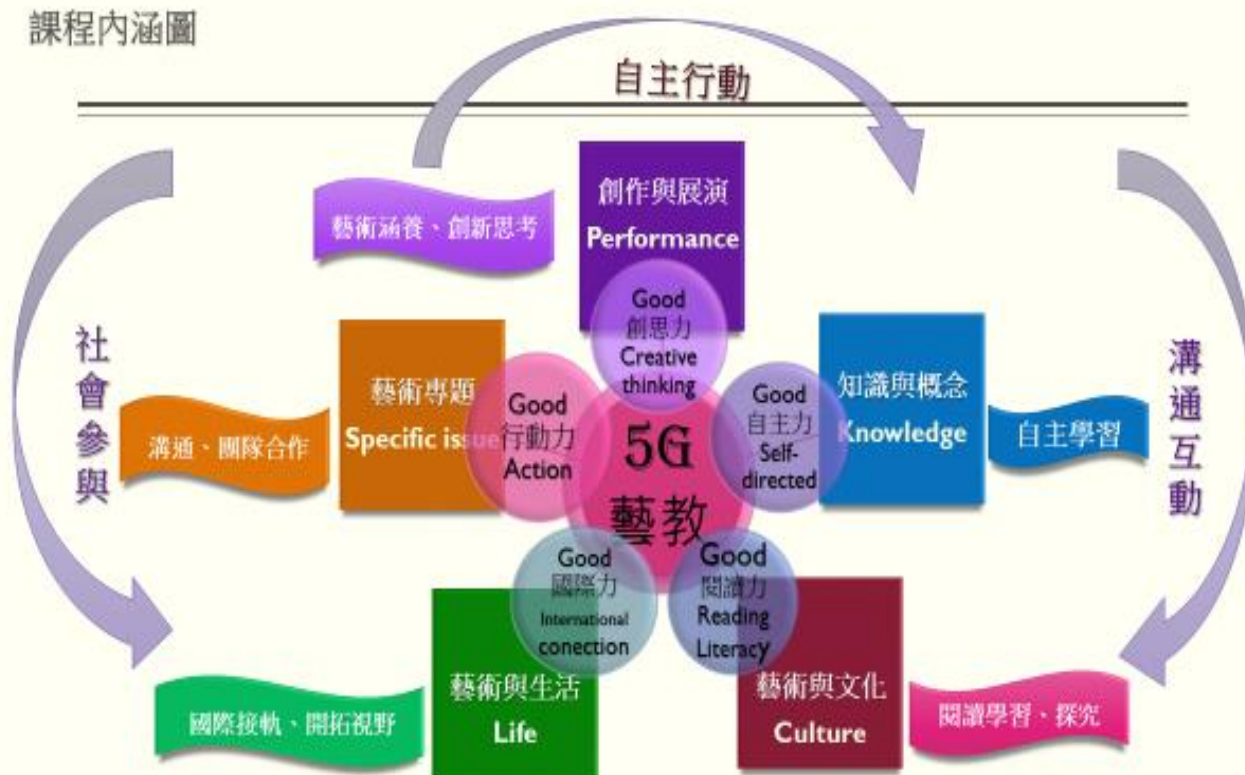 課程內涵圖
自主行動
藝術涵養、創新思考
創作與展演
Performance
Good
創思力
Creative
thinking
社會參與
溝通、團隊合作
藝術專題
Specific issue
Good
行動力
Action
5G
藝教
Good
自主力
Self-
directed
知識與概念
Knowledge
自主學習
溝通互動
Good
國際力
International
conection
藝術與生活
Life
國際接軌、開拓視野
Good
閱讀力
Reading
Literacy
藝術與文化
Culture
閱讀學習、探究